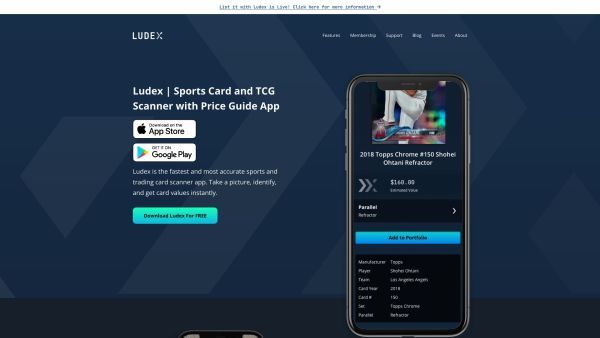 List it with Ludex is Live! Click here for more information →
LUDEX
Features
Membership
Support
Blog
Events
About
Ludex | Sports Card and TCG
Scanner with Price Guide App
Download on the
App Store
GET IT ON
Google Play
Ludex is the fastest and most accurate sports and
trading card scanner app. Take a picture, identify,
and get card values instantly.
Download Ludex For FREE
2018 Topps Chrome #150 Shohei
Ohtani Refractor
$160.00
Estimated Value
Parallel
Refractor
Add to Portfolio
Manufacturer Topps
Player Shohei Ohtani
Team Los Angeles Angels
Card Year 2018
Card # 150
Set Topps Chrome
Parallel Refractor